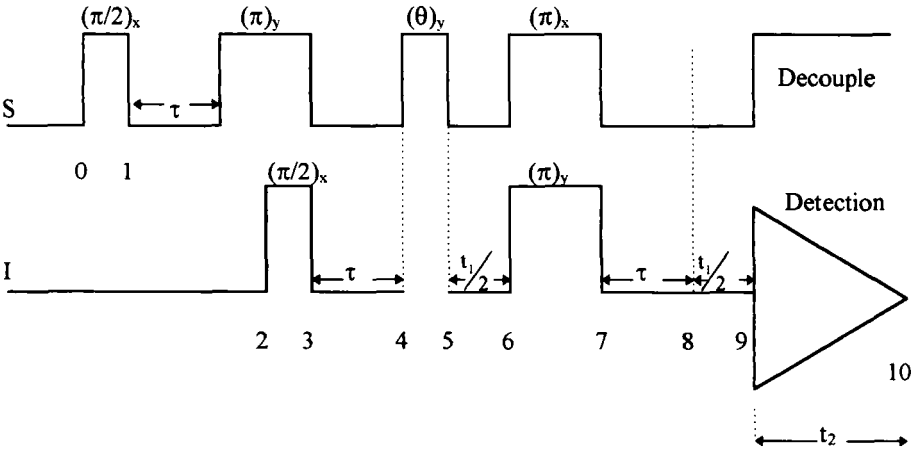 (π/2)ₓ (π)ᵧ (θ)ᵧ (π)ₓ
Decouple
S
τ
0 1 (π/2)ₓ (π)ᵧ
Detection
I
τ t₁/2 τ t₁/2
2 3 4 5 6 7 8 9
10
t₂